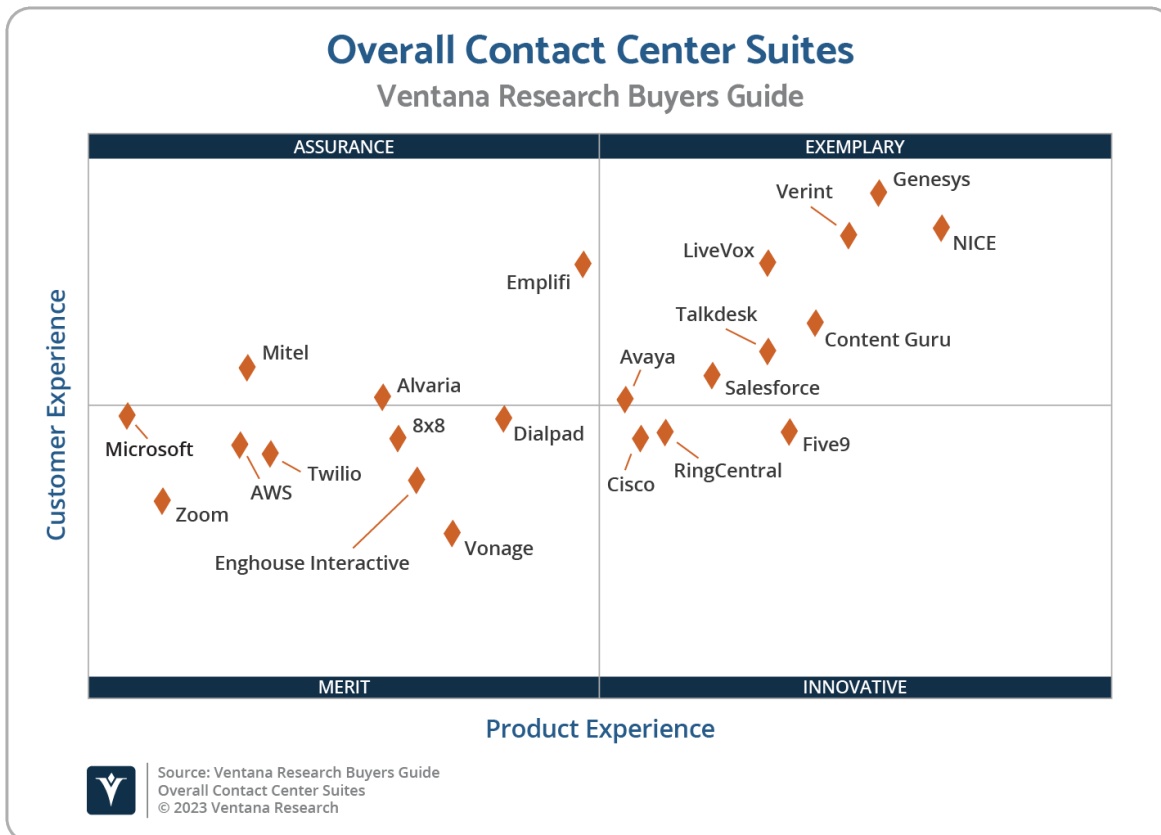 Overall Contact Center Suites
Ventana Research Buyers Guide
ASSURANCE
EXEMPLARY
Genesys
Verint
NICE
LiveVox
Emplifi
Talkdesk
Content Guru
Mitel
Avaya
Salesforce
Alvaria
Microsoft
8x8
Dialpad
Five9
RingCentral
Cisco
Twilio
AWS
Zoom
Enghouse Interactive
Vonage
Customer Experience
MERIT
INNOVATIVE
Product Experience
Source: Ventana Research Buyers Guide
Overall Contact Center Suites
© 2023 Ventana Research